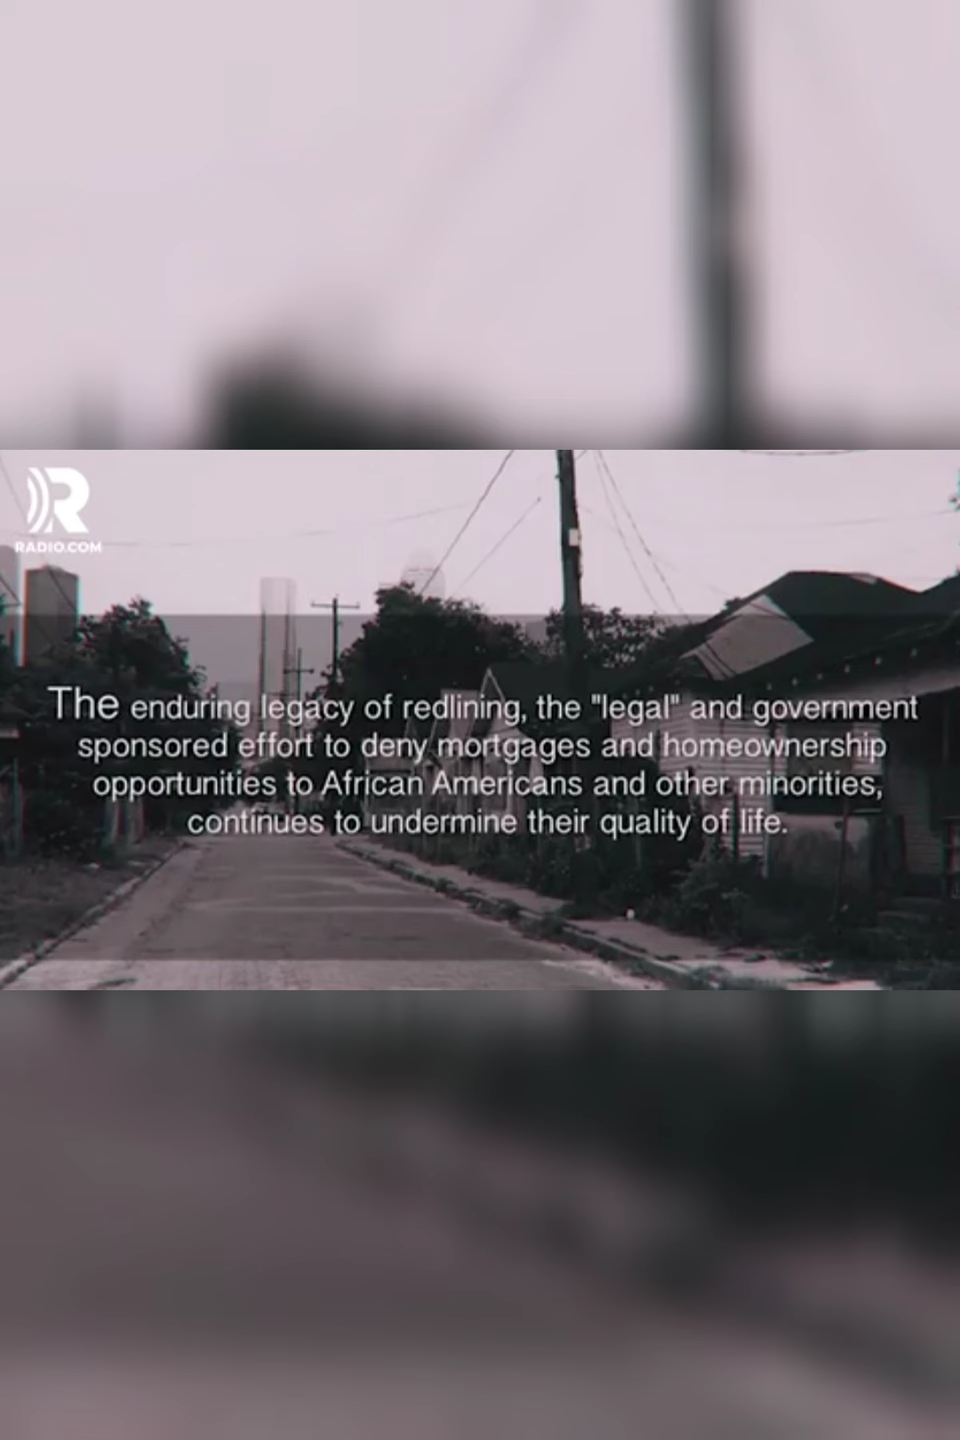 RADIO.COM
The enduring legacy of redlining, the "legal" and government
sponsored effort to deny mortgages and homeownership
opportunities to African Americans and other minorities,
continues to undermine their quality of life.